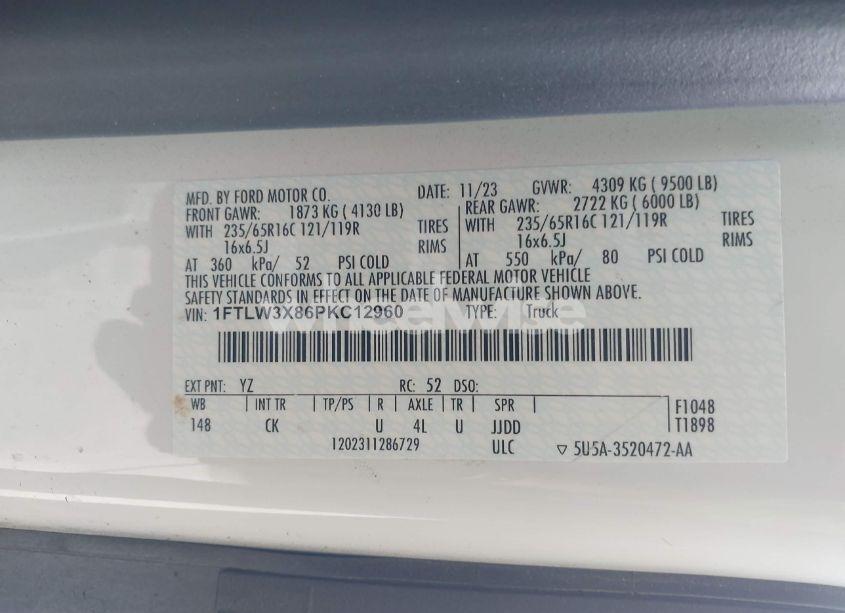 MFD. BY FORD MOTOR CO. DATE: 11/23 GVWR: 4309 KG ( 9500 LB)
FRONT GAWR: 1873 KG ( 4130 LB) REAR GAWR: 2722 KG ( 6000 LB)
WITH 235/65R16C 121/119R TIRES WITH 235/65R16C 121/119R TIRES
16x6.5J RIMS 16x6.5J RIMS
AT 360 kPa/ 52 PSI COLD AT 550 kPa/ 80 PSI COLD
THIS VEHICLE CONFORMS TO ALL APPLICABLE FEDERAL MOTOR VEHICLE
SAFETY STANDARDS IN EFFECT ON THE DATE OF MANUFACTURE SHOWN ABOVE.
VIN: 1FTLW3X86PKC12960 TYPE: Truck
wheelwise
EXT PNT: YZ RC: 52 DSO:
WB INT TR TP/PS R AXLE TR SPR F1048
148 CK U 4L U JJDD T1898
1202311286729 ULC ▽ 5U5A-3520472-AA